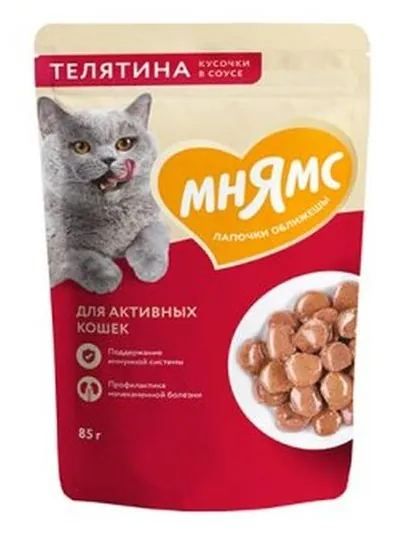 ТЕЛЯТИНА
КУСОЧКИ
В СОУСЕ
МНЯМС
ЛАПОЧКИ ОБЛИЖЕШЬ!
ДЛЯ АКТИВНЫХ
КОШЕК
Поддержание
иммунной системы
Профилактика
мочекаменной болезни
85 г